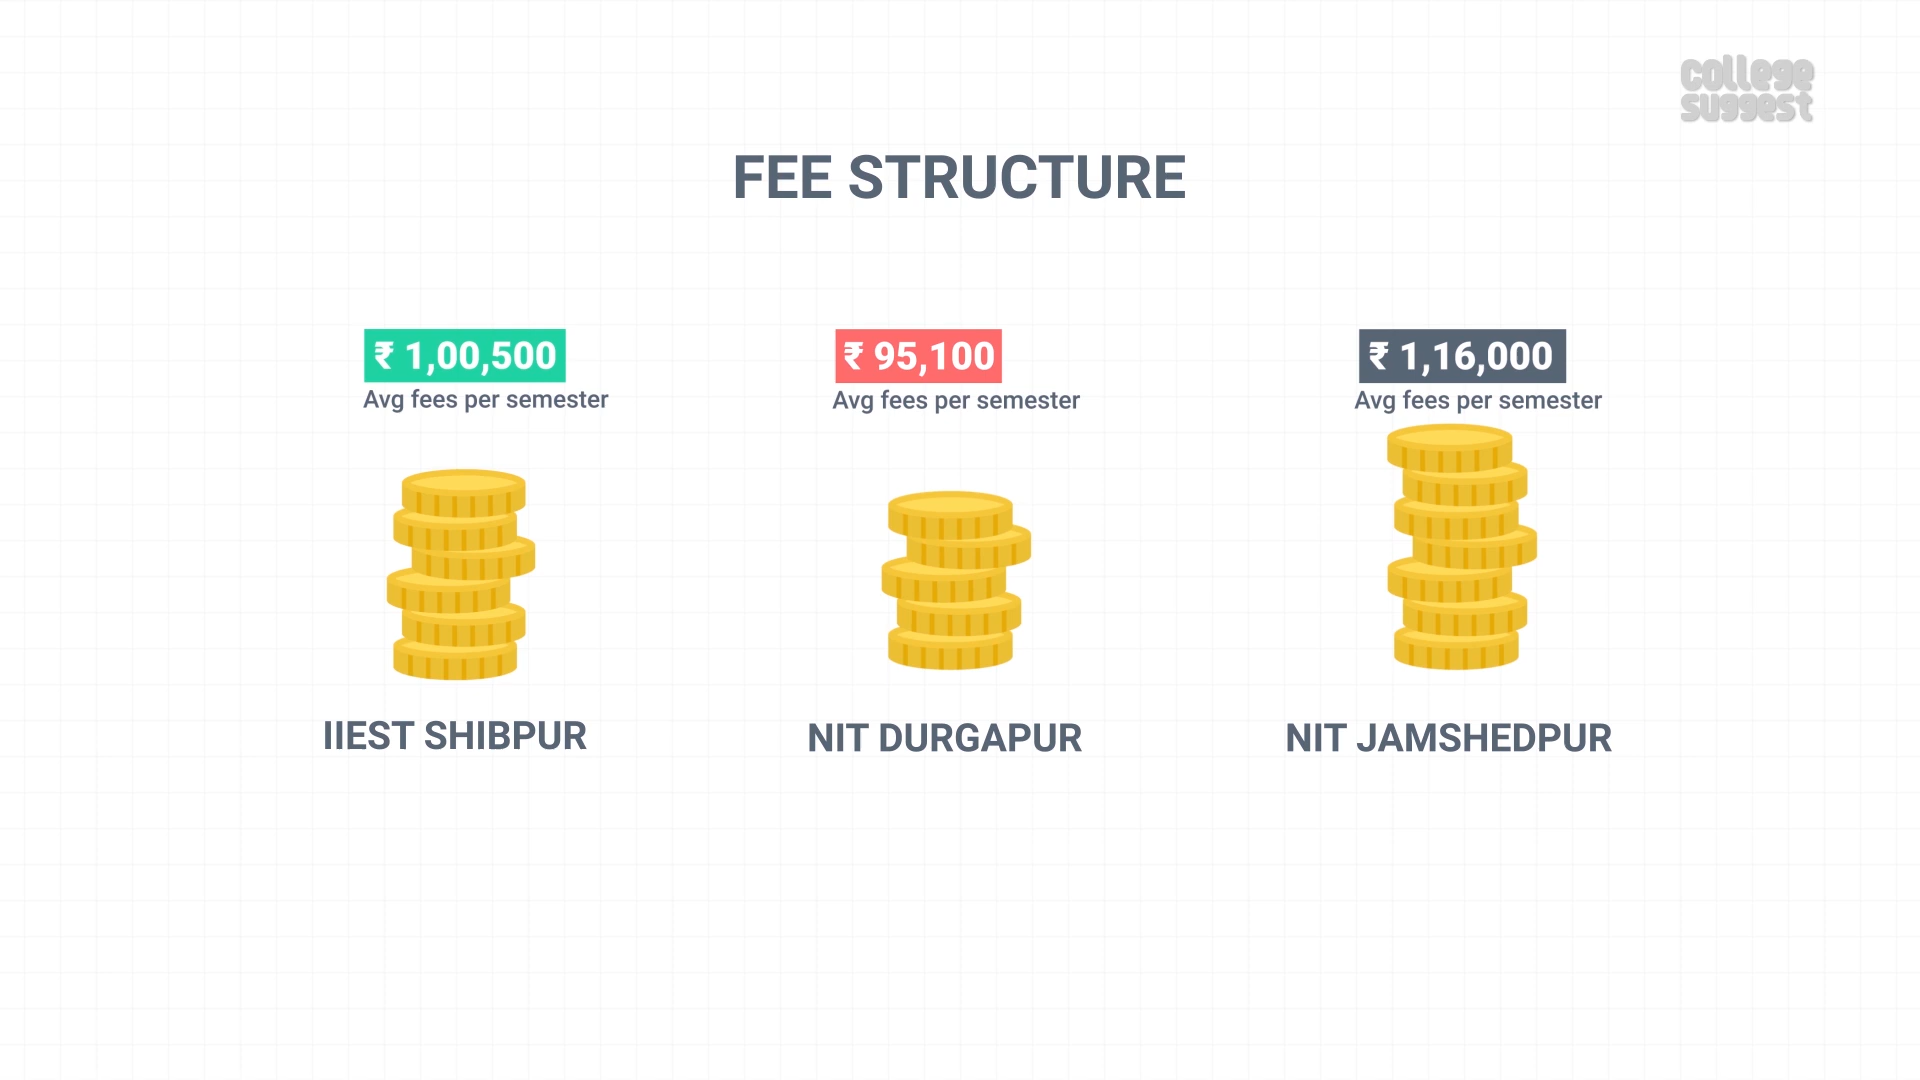 college
suggest
FEE STRUCTURE
₹ 1,00,500
Avg fees per semester
₹ 95,100
Avg fees per semester
₹ 1,16,000
Avg fees per semester
IIEST SHIBPUR
NIT DURGAPUR
NIT JAMSHEDPUR